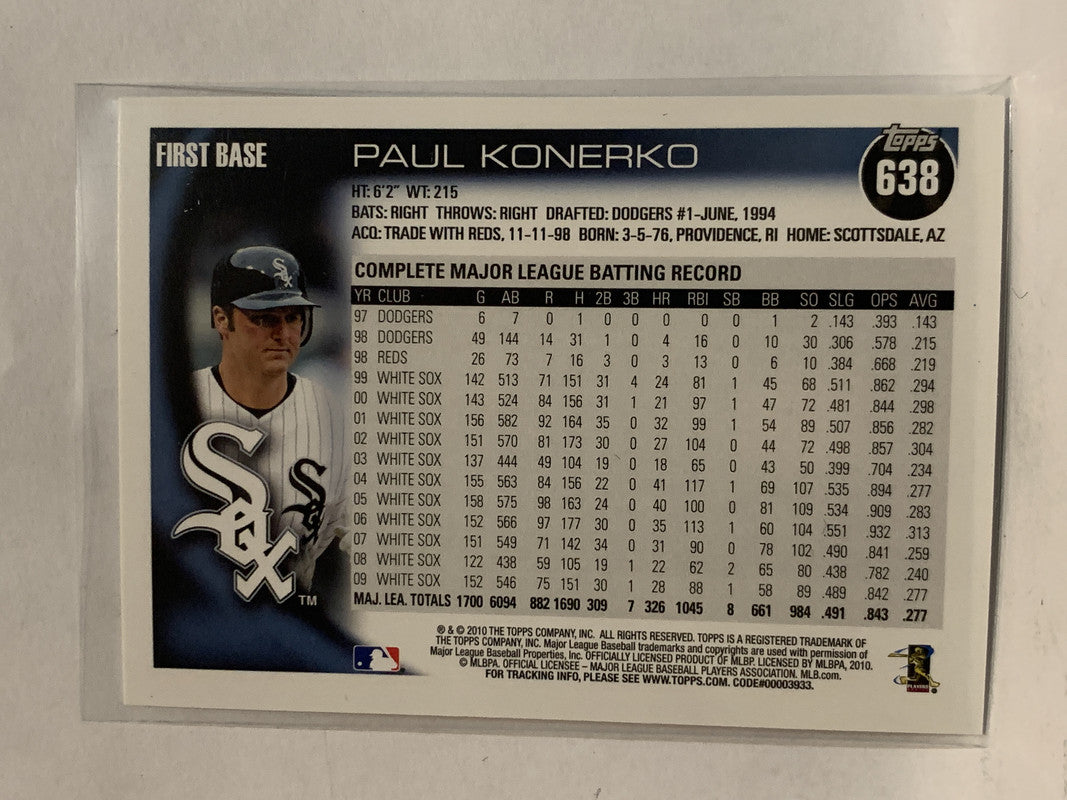 FIRST BASE
PAUL KONERKO
Topps
638
HT: 6'2" WT: 215
BATS: RIGHT THROWS: RIGHT DRAFTED: DODGERS #1-JUNE, 1994
ACQ: TRADE WITH REDS, 11-11-98 BORN: 3-5-76, PROVIDENCE, RI HOME: SCOTTSDALE, AZ
COMPLETE MAJOR LEAGUE BATTING RECORD
YR CLUB G AB R H 2B 3B HR RBI SB BB SO SLG OPS AVG
97 DODGERS 6 7 0 1 0 0 0 0 0 1 2 .143 .393 .143
98 DODGERS 49 144 14 31 1 0 4 16 0 10 30 .306 .578 .215
98 REDS 26 73 7 16 3 0 3 13 0 6 10 .384 .668 .219
99 WHITE SOX 142 513 71 151 31 4 24 81 1 45 68 .511 .862 .294
00 WHITE SOX 143 524 84 156 31 1 21 97 1 47 72 .481 .844 .298
01 WHITE SOX 156 582 92 164 35 0 32 99 1 54 89 .507 .856 .282
02 WHITE SOX 151 570 81 173 30 0 27 104 0 44 72 .498 .857 .304
03 WHITE SOX 137 444 49 104 19 0 18 65 0 43 50 .399 .704 .234
04 WHITE SOX 155 563 84 156 22 0 41 117 1 69 107 .535 .894 .277
05 WHITE SOX 158 575 98 163 24 0 40 100 0 81 109 .534 .909 .283
06 WHITE SOX 152 566 97 177 30 0 35 113 1 60 104 .551 .932 .313
07 WHITE SOX 151 549 71 142 34 0 31 90 0 78 102 .490 .841 .259
08 WHITE SOX 122 438 59 105 19 1 22 62 2 65 80 .438 .782 .240
09 WHITE SOX 152 546 75 151 30 1 28 88 1 58 89 .489 .842 .277
MAJ. LEA. TOTALS 1700 6094 882 1690 309 7 326 1045 8 661 984 .491 .843 .277
SOX
SOX
SOX
TM
® & © 2010 THE TOPPS COMPANY, INC. ALL RIGHTS RESERVED. TOPPS IS A REGISTERED TRADEMARK OF
THE TOPPS COMPANY, INC. Major League Baseball trademarks and copyrights are used with permission of
Major League Baseball Properties, Inc. OFFICIALLY LICENSED PRODUCT OF MLBP. LICENSED BY MLBPA, 2010.
© MLBPA. OFFICIAL LICENSEE – MAJOR LEAGUE BASEBALL PLAYERS ASSOCIATION. MLB.com.
FOR TRACKING INFO, PLEASE SEE WWW.TOPPS.COM. CODE#00003933.